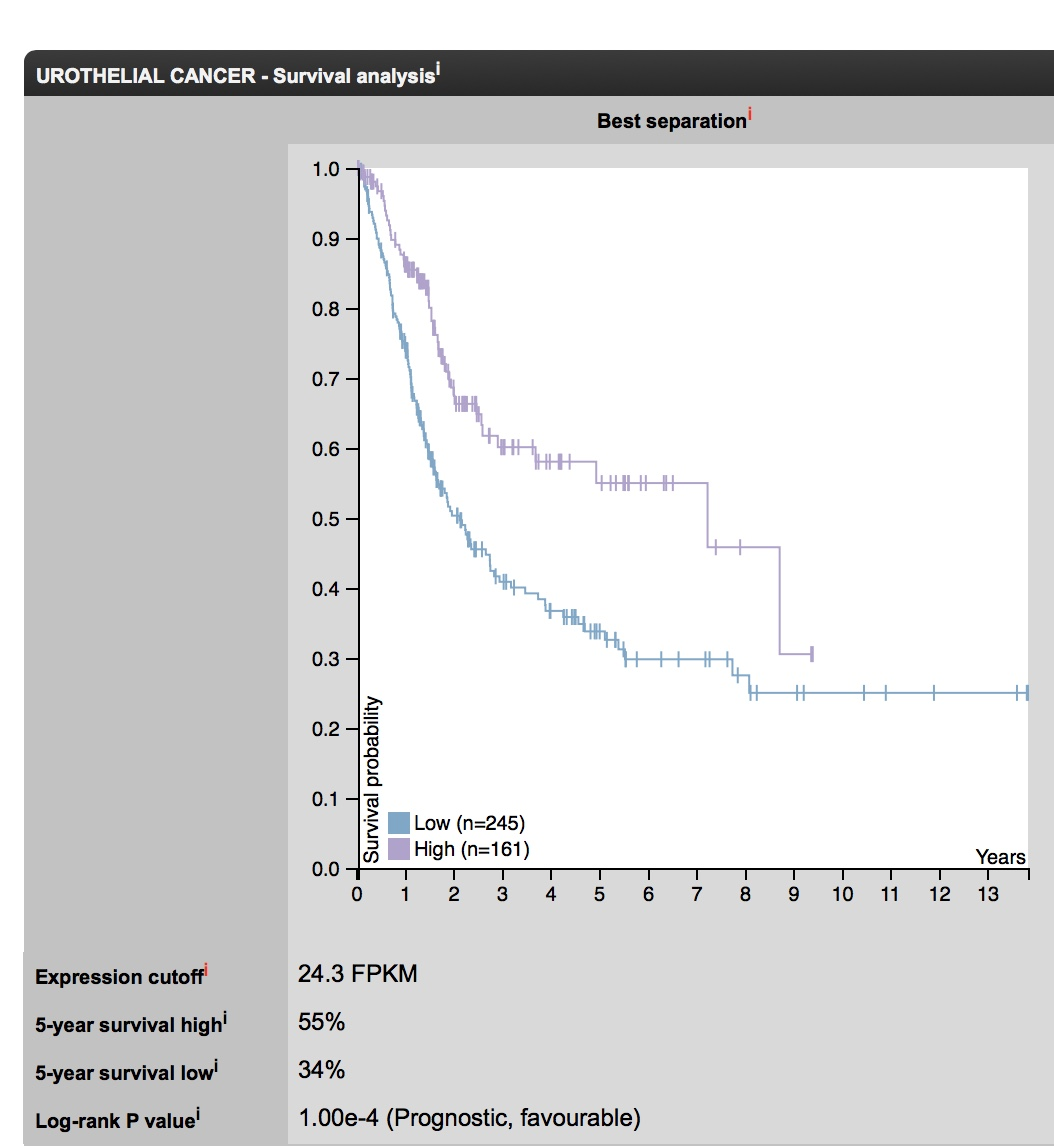 UROTHELIAL CANCER - Survival analysisi
Best separationi
1.0
0.9
0.8
0.7
0.6
0.5
0.4
0.3
0.2
0.1
0.0
Survival probability
Low (n=245)
High (n=161)
Years
0 1 2 3 4 5 6 7 8 9 10 11 12 13
Expression cutoffi 24.3 FPKM
5-year survival highi 55%
5-year survival lowi 34%
Log-rank P valuei 1.00e-4 (Prognostic, favourable)